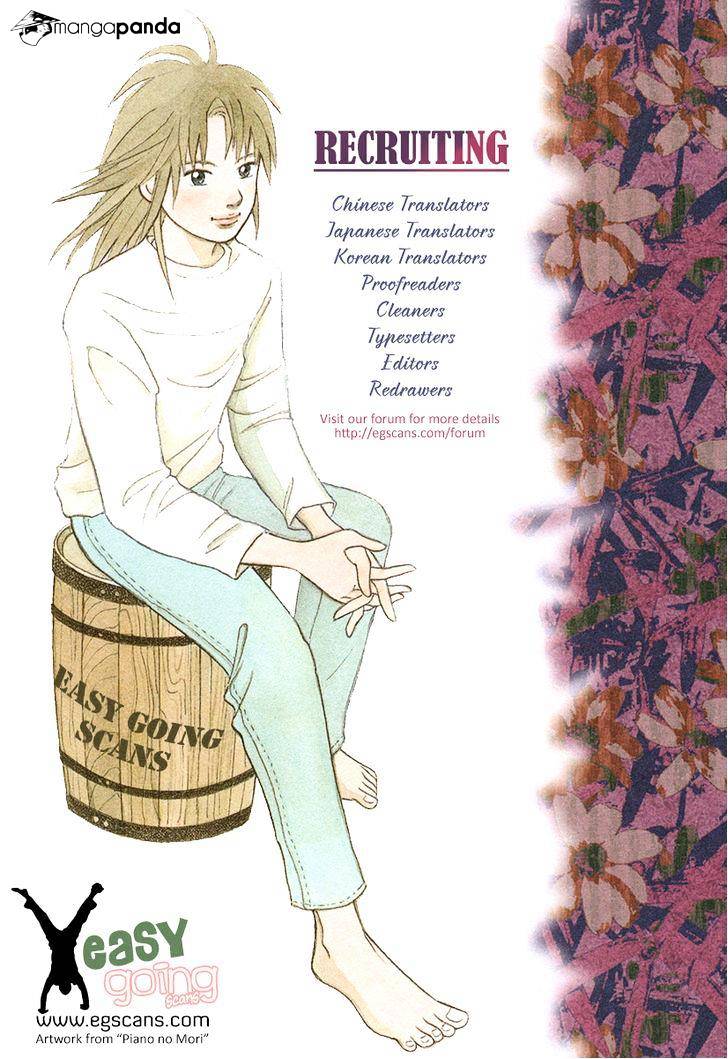 mangapanda
RECRUITING
Chinese Translators
Japanese Translators
Korean Translators
Proofreaders
Cleaners
Typesetters
Editors
Redrawers
Visit our forum for more details
http://egscans.com/forum
EASY GOING
SCANS
easy
going
scans
www.egscans.com
Artwork from "Piano no Mori"